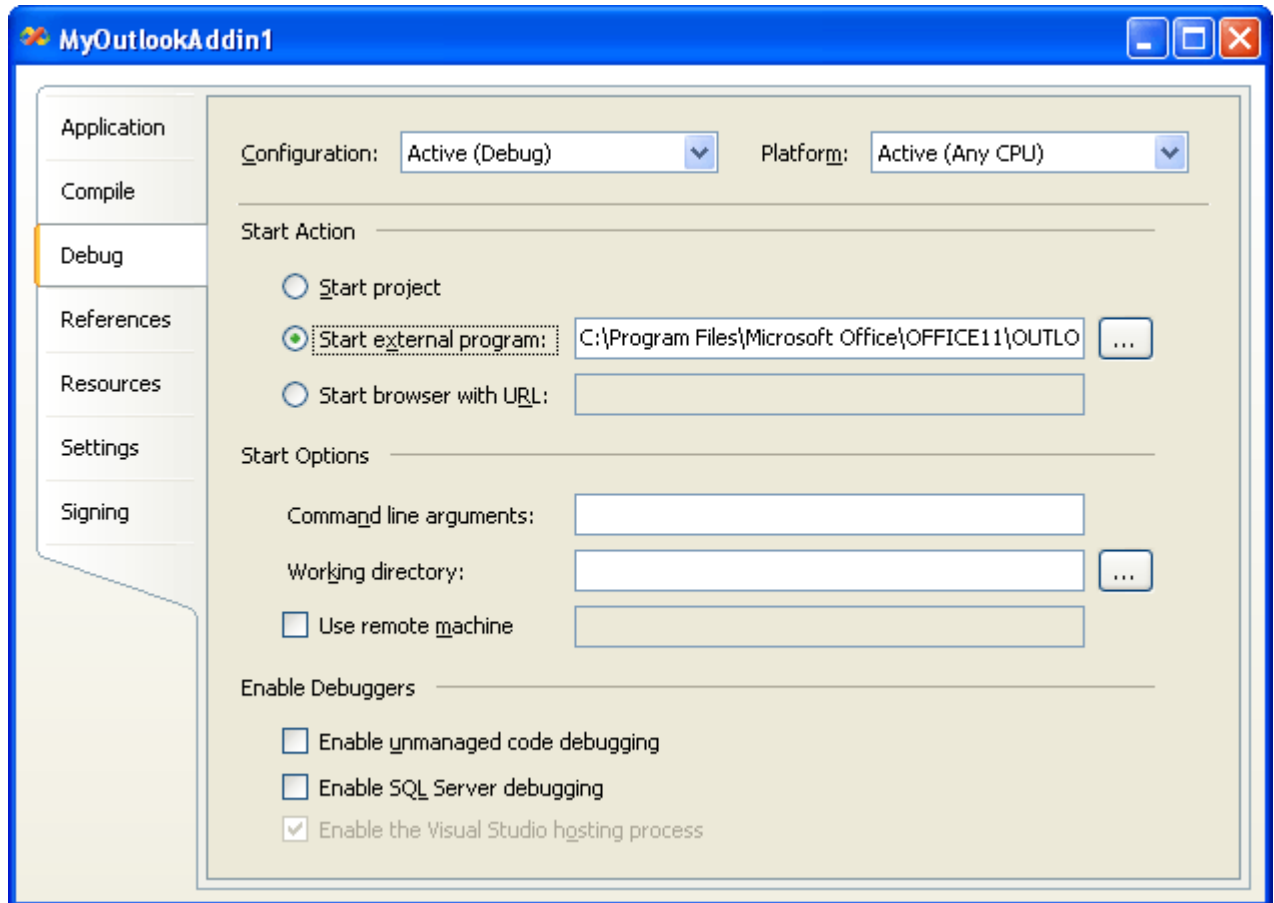 MyOutlookAddin1
Application
Compile
Debug
References
Resources
Settings
Signing
Configuration: Active (Debug) Platform: Active (Any CPU)
Start Action
Start project
Start external program: C:\Program Files\Microsoft Office\OFFICE11\OUTLO ...
Start browser with URL:
Start Options
Command line arguments:
Working directory: ...
Use remote machine
Enable Debuggers
Enable unmanaged code debugging
Enable SQL Server debugging
Enable the Visual Studio hosting process